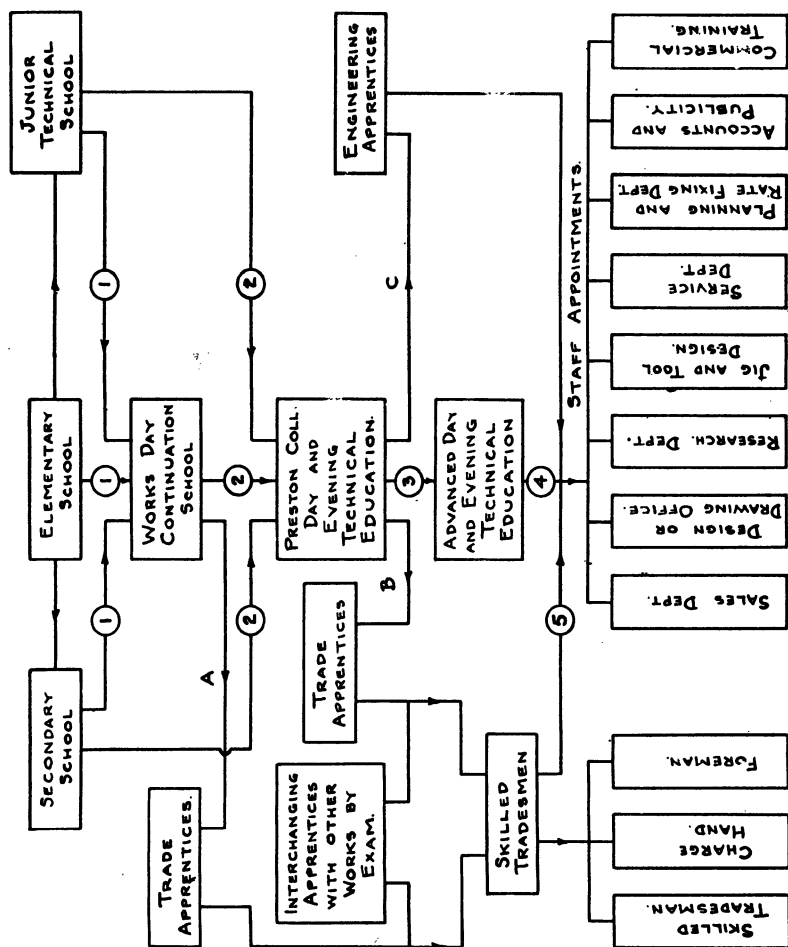 JUNIOR
TECHNICAL
SCHOOL
ELEMENTARY
SCHOOL
SECONDARY
SCHOOL
1
1
1
2
2
2
WORKS DAY
CONTINUATION
SCHOOL
A
TRADE
APPRENTICES.
PRESTON COLL.
DAY AND
EVENING
TECHNICAL
EDUCATION.
ENGINEERING
APPRENTICES
C
B
3
TRADE
APPRENTICES
INTERCHANGING
APPRENTICES
WITH OTHER
WORKS BY
EXAM.
ADVANCED DAY
AND EVENING
TECHNICAL
EDUCATION
4
5
SKILLED
TRADESMEN
STAFF APPOINTMENTS.
COMMERCIAL
TRAINING.
ACCOUNTS AND
PUBLICITY.
PLANNING AND
RATE FIXING DEPT.
SERVICE
DEPT.
JIG AND TOOL
DESIGN.
RESEARCH. DEPT.
DESIGN OR
DRAWING OFFICE.
SALES DEPT.
FOREMAN.
CHARGE
HAND.
SKILLED
TRADESMAN.